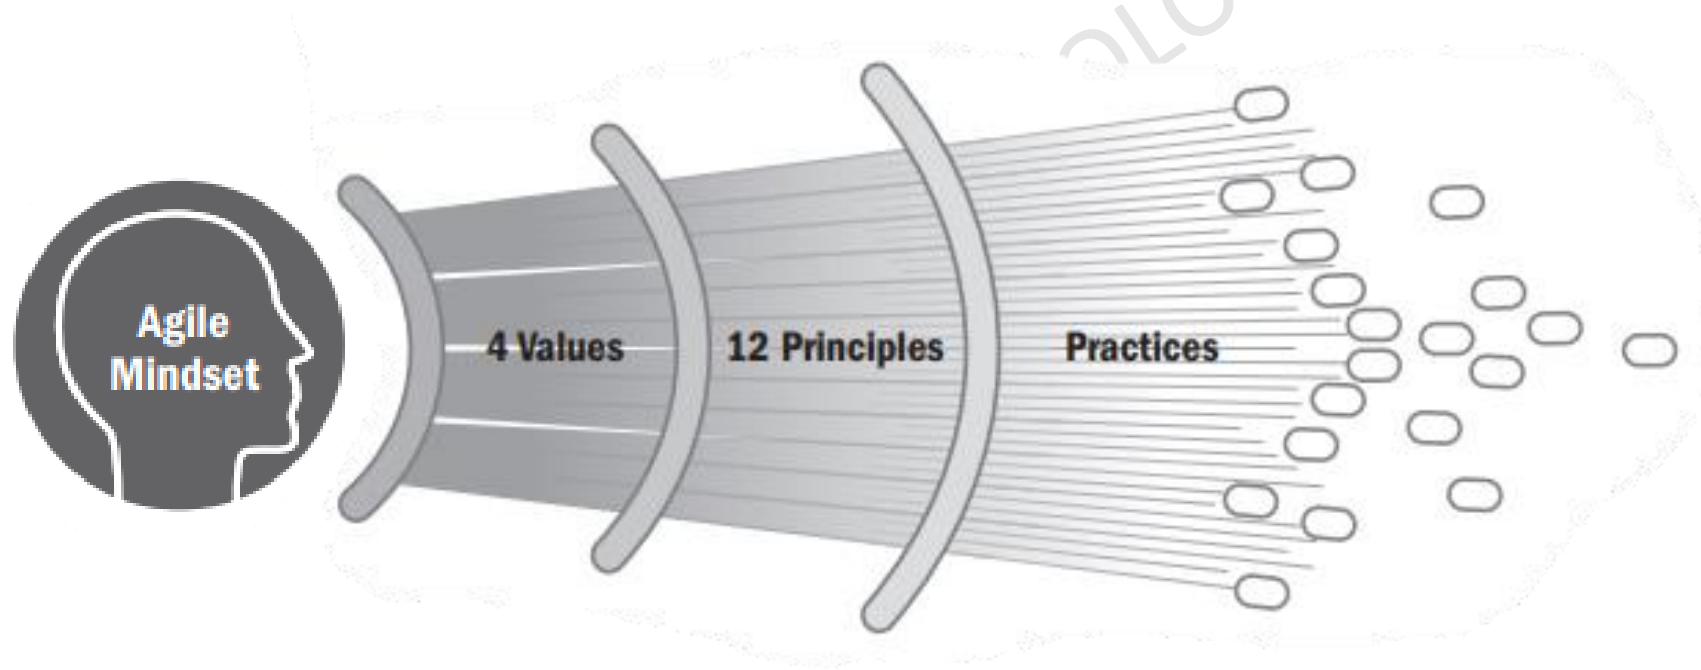 Agile
Mindset
4 Values
12 Principles
Practices